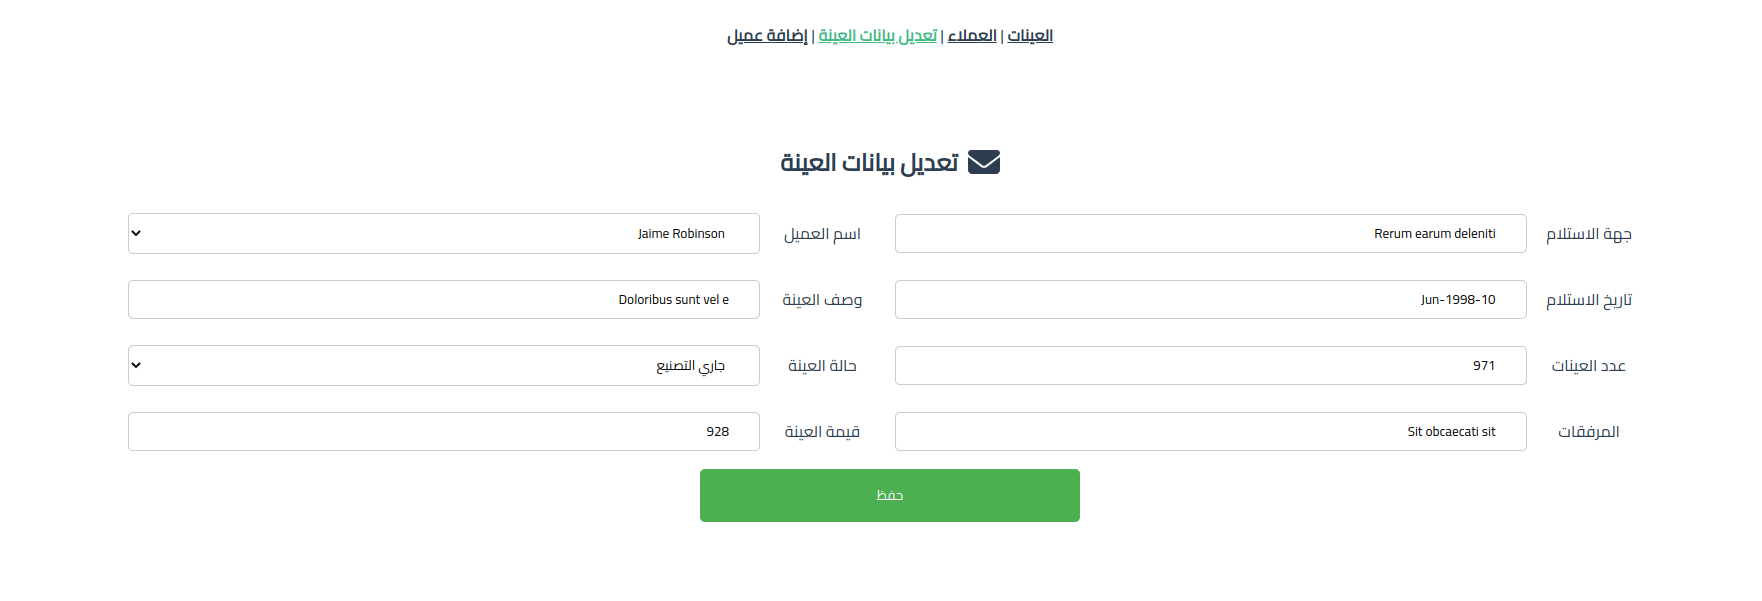 العينات | العملاء | تعديل بيانات العينة | إضافة عميل
تعديل بيانات العينة
جهة الاستلام Rerum earum deleniti اسم العميل Jaime Robinson
تاريخ الاستلام Jun-1998-10 وصف العينة Doloribus sunt vel e
عدد العينات 971 حالة العينة جاري التصنيع
المرفقات Sit obcaecati sit قيمة العينة 928
حفظ